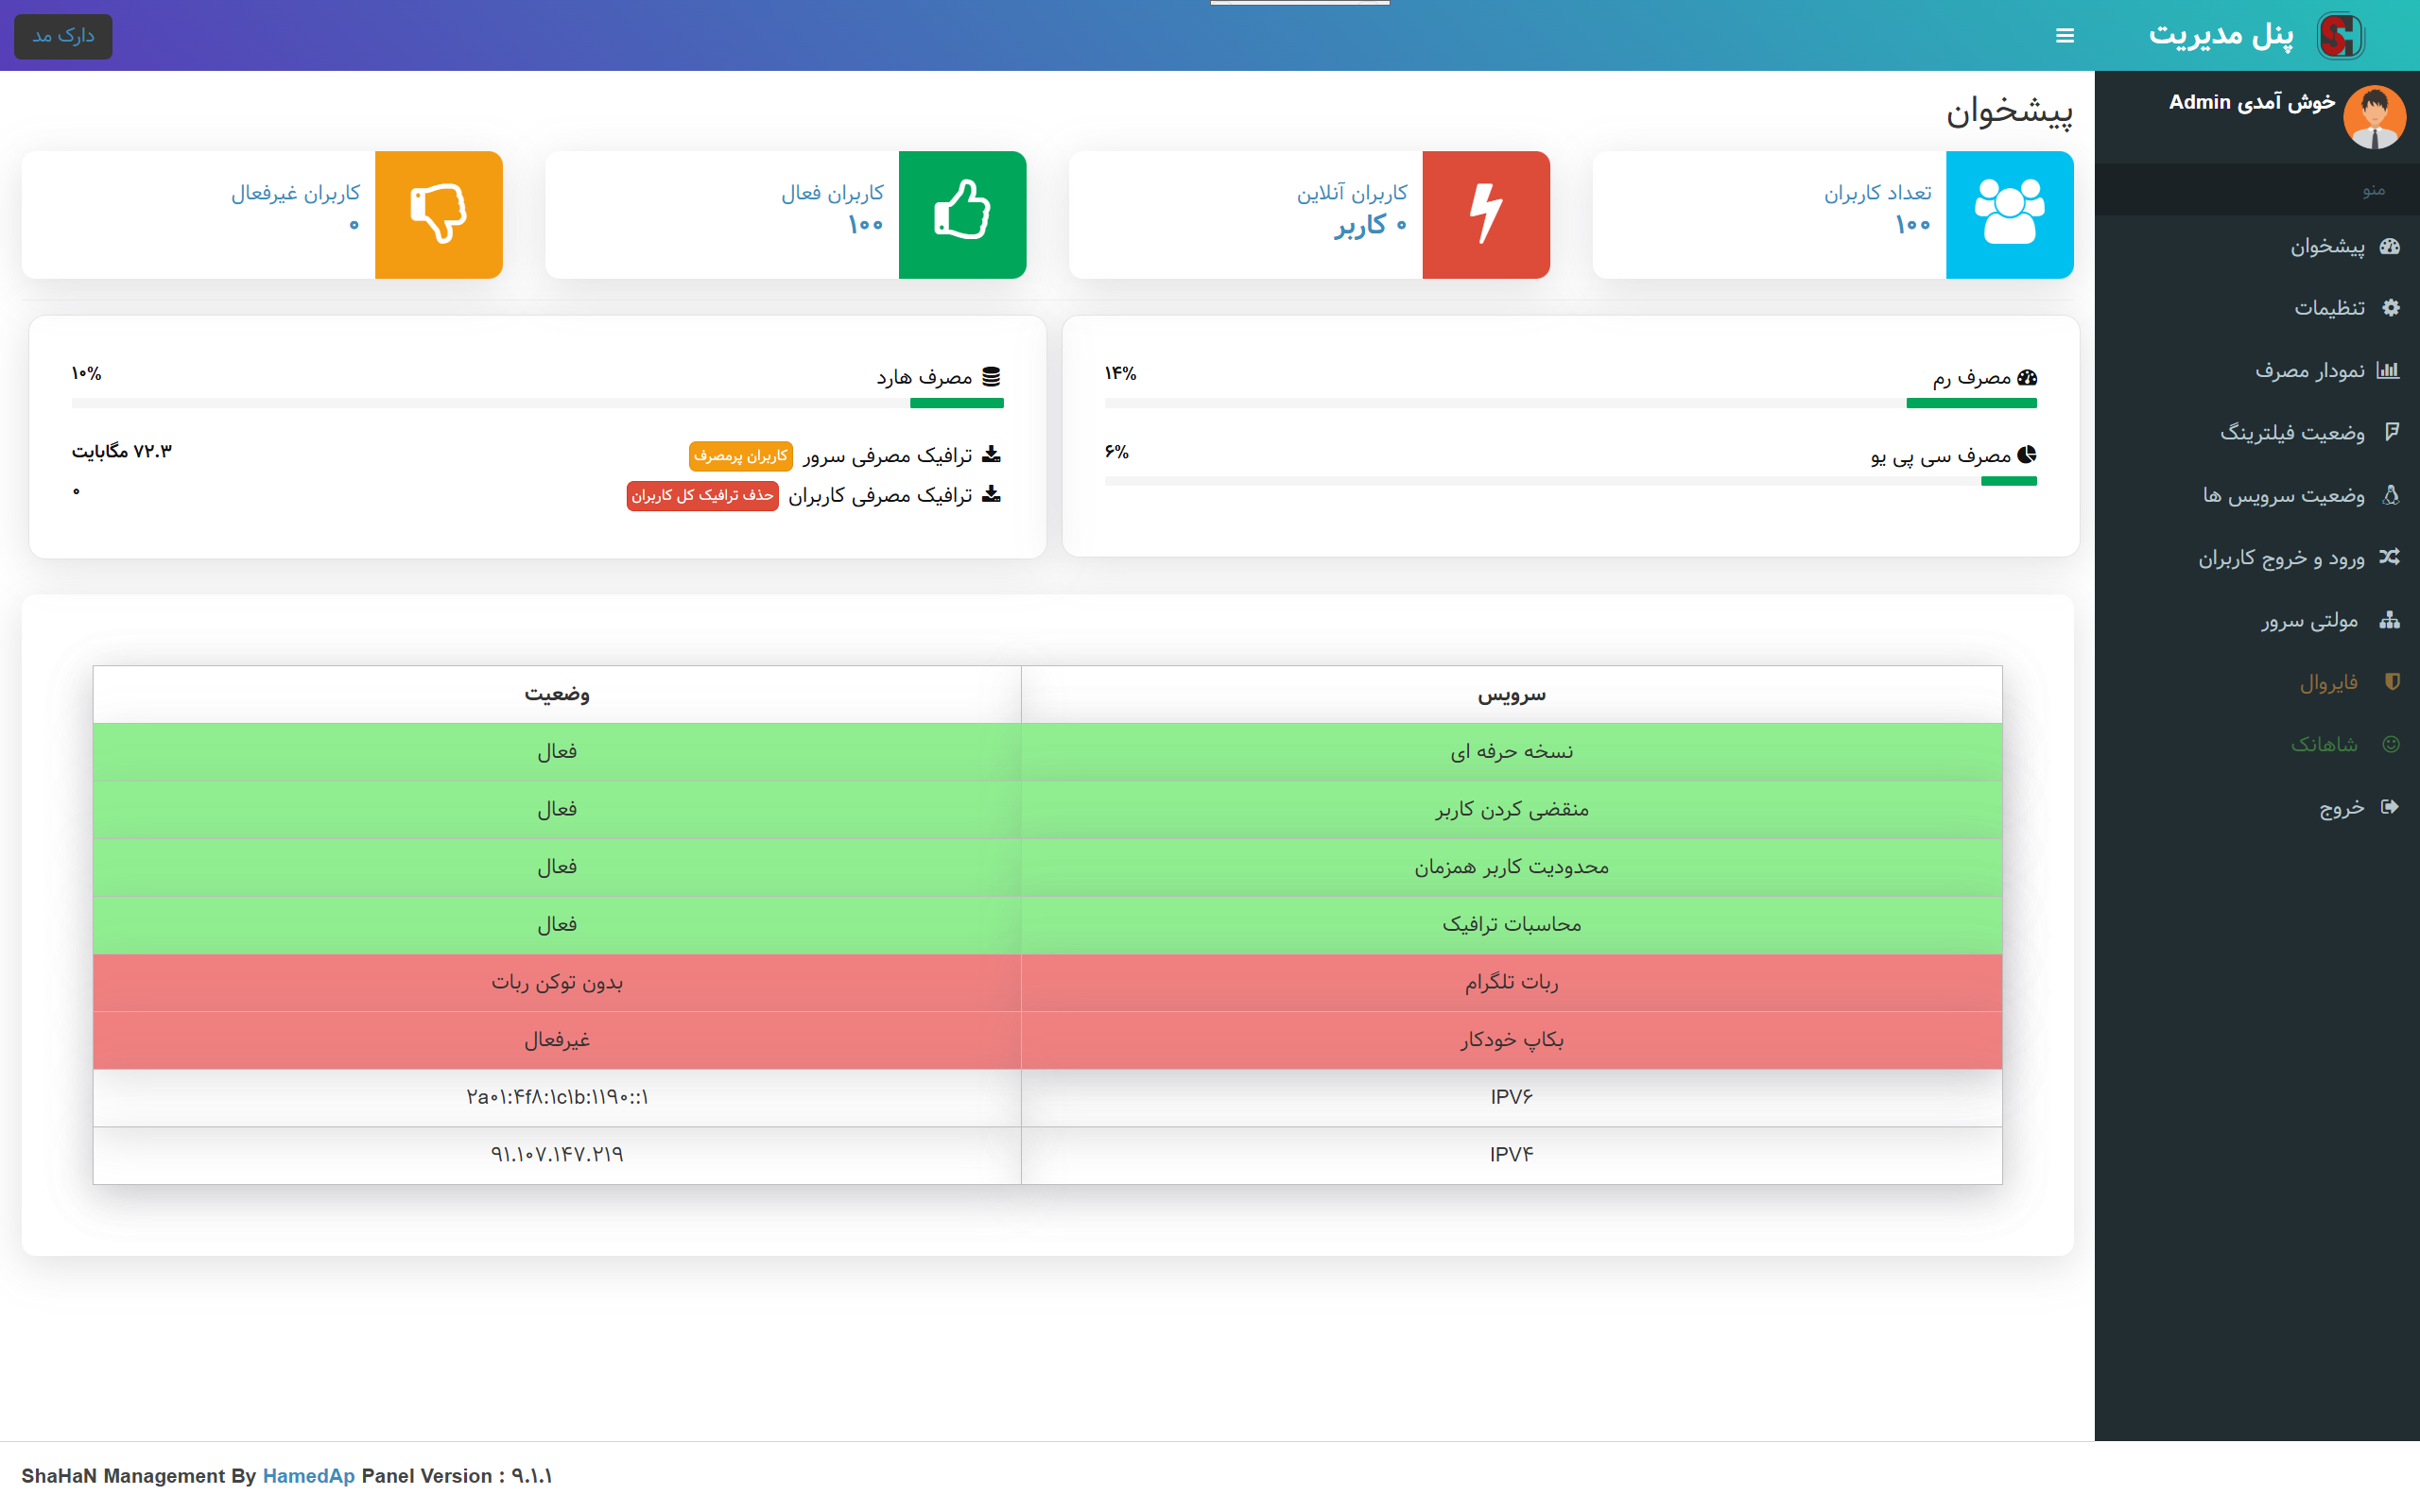 پنل مدیریت
دارک مد
خوش آمدی Admin
منو
پیشخوان
تنظیمات
نمودار مصرف
وضعیت فیلترینگ
وضعیت سرویس ها
ورود و خروج کاربران
مولتی سرور
فایروال
شاهانک
خروج
پیشخوان
تعداد کاربران
۱۰۰
کاربران آنلاین
۰ کاربر
کاربران فعال
۱۰۰
کاربران غیرفعال
۰
مصرف رم
۱۴%
مصرف سی پی یو
۶%
مصرف هارد
۱۰%
ترافیک مصرفی سرور کاربران پرمصرف
۷۲.۳ مگابایت
ترافیک مصرفی کاربران حذف ترافیک کل کاربران
۰
سرویس وضعیت
نسخه حرفه ای فعال
منقضی کردن کاربر فعال
محدودیت کاربر همزمان فعال
محاسبات ترافیک فعال
ربات تلگرام بدون توکن ربات
بکاپ خودکار غیرفعال
IPV۶ ۲a۰۱:۴f۸:۱c۱b:۱۱۹۰::۱
IPV۴ ۹۱.۱۰۷.۱۴۷.۲۱۹
ShaHaN Management By HamedAp Panel Version : ۹.۱.۱